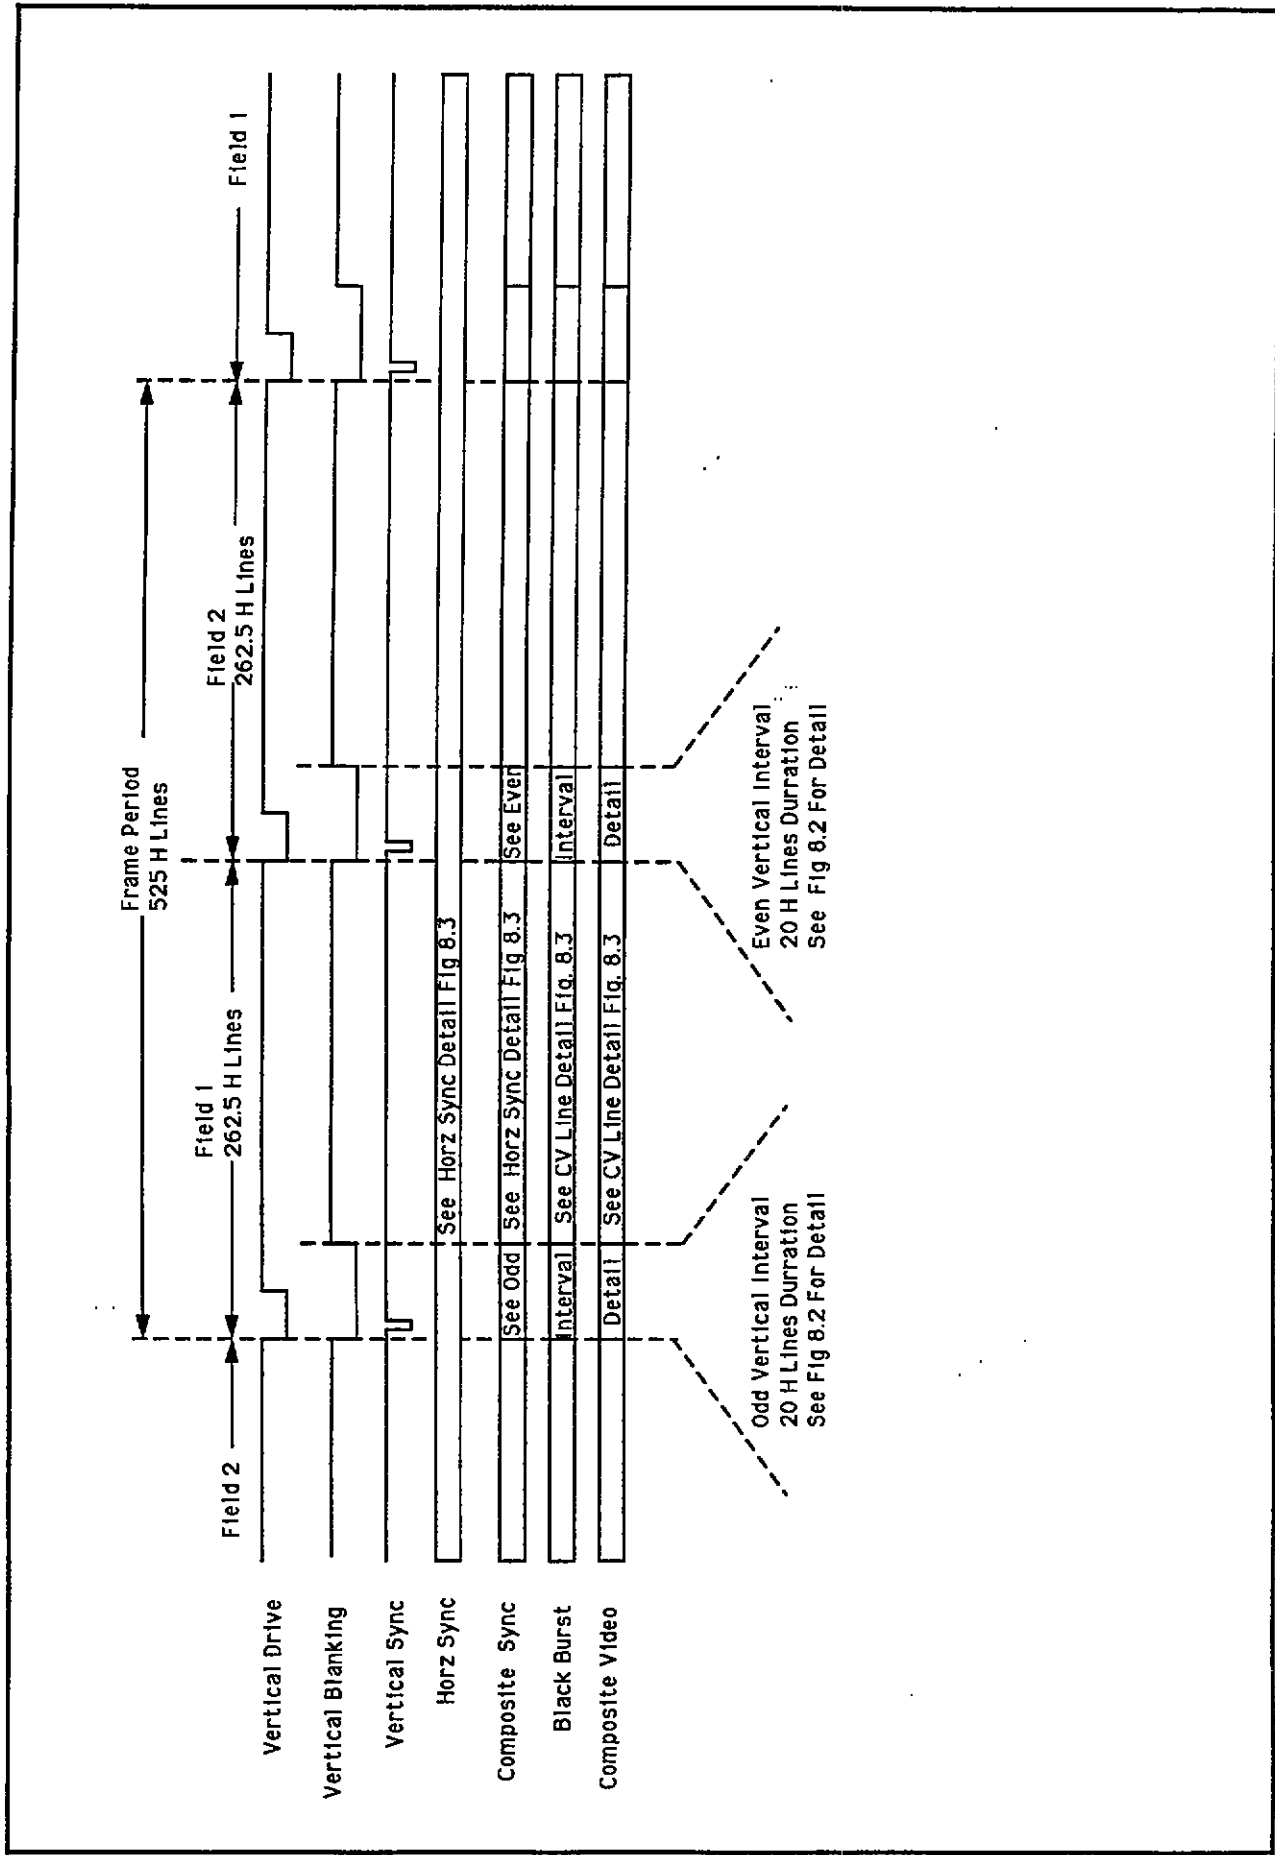 Frame Period
525 H Lines
Field 2
Field 1
262.5 H Lines
Field 2
262.5 H Lines
Field 1
Vertical Drive
Vertical Blanking
Vertical Sync
Horz Sync
See Horz Sync Detail Fig 8.3
Composite Sync
See Odd
See Horz Sync Detail Fig 8.3
See Even
Black Burst
Interval
See CV Line Detail Fig. 8.3
Interval
Composite Video
Detail
See CV Line Detail Fig. 8.3
Detail
Odd Vertical Interval
20 H Lines Durration
See Fig 8.2 For Detail
Even Vertical Interval
20 H Lines Durration
See Fig 8.2 For Detail